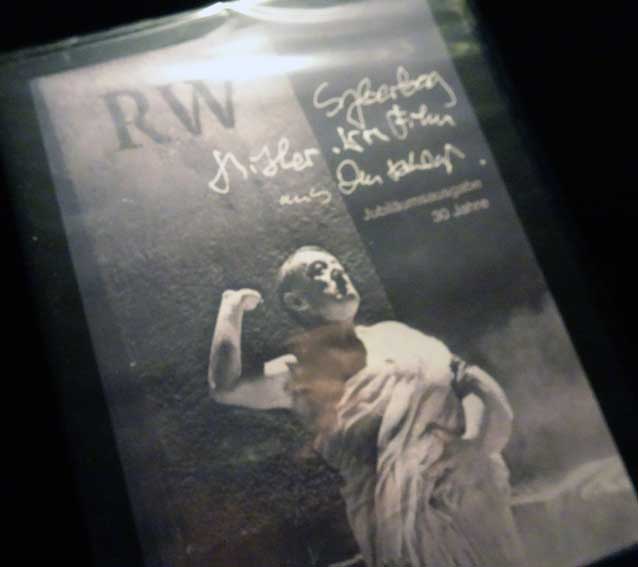 RW
Syberberg
Hitler. Ein Film
aus Deutschland.
Jubiläumsausgabe
30 Jahre